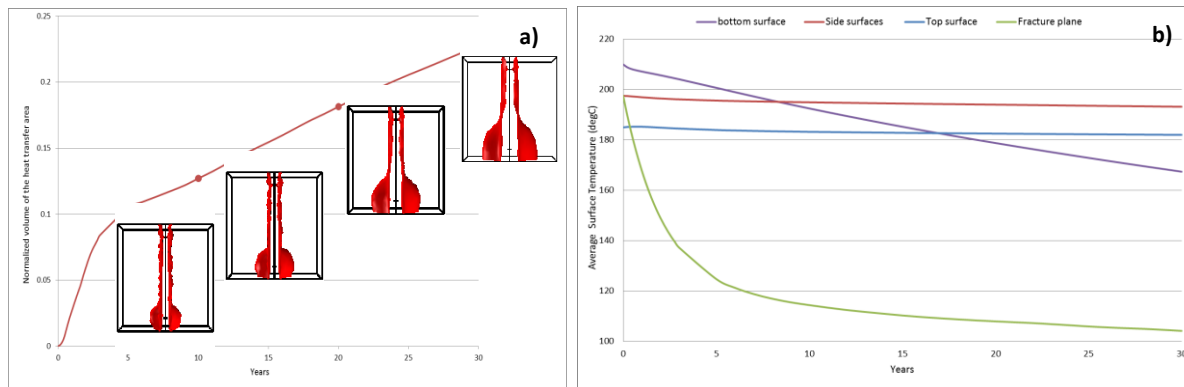 a)
Normalized volume of the heat transfer area
0.25
0.2
0.15
0.1
0.05
0
0 5 10 15 20 25 30
Years
b)
bottom surface Side surfaces Top surface Fracture plane
Average Surface Temperature (degC)
220
200
180
160
140
120
100
0 5 10 15 20 25 30
Years